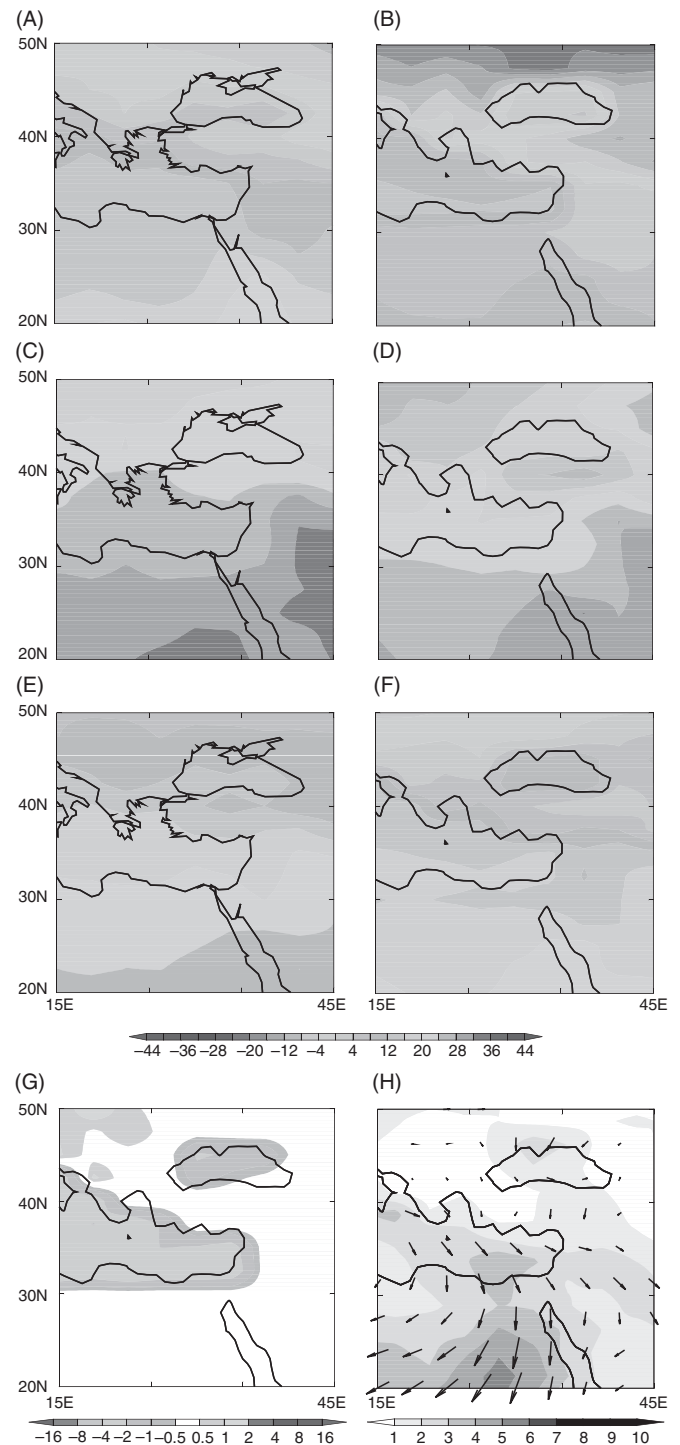 (A)
(B)
50N
40N
30N
20N
(C)
(D)
50N
40N
30N
20N
(E)
(F)
50N
40N
30N
20N
15E
45E
15E
45E
−44 −36 −28 −20 −12 −4 4 12 20 28 36 44
(G)
(H)
50N
40N
30N
20N
15E
45E
15E
45E
−16 −8 −4 −2 −1 −0.5 0.5 1 2 4 8 16
1 2 3 4 5 6 7 8 9 10